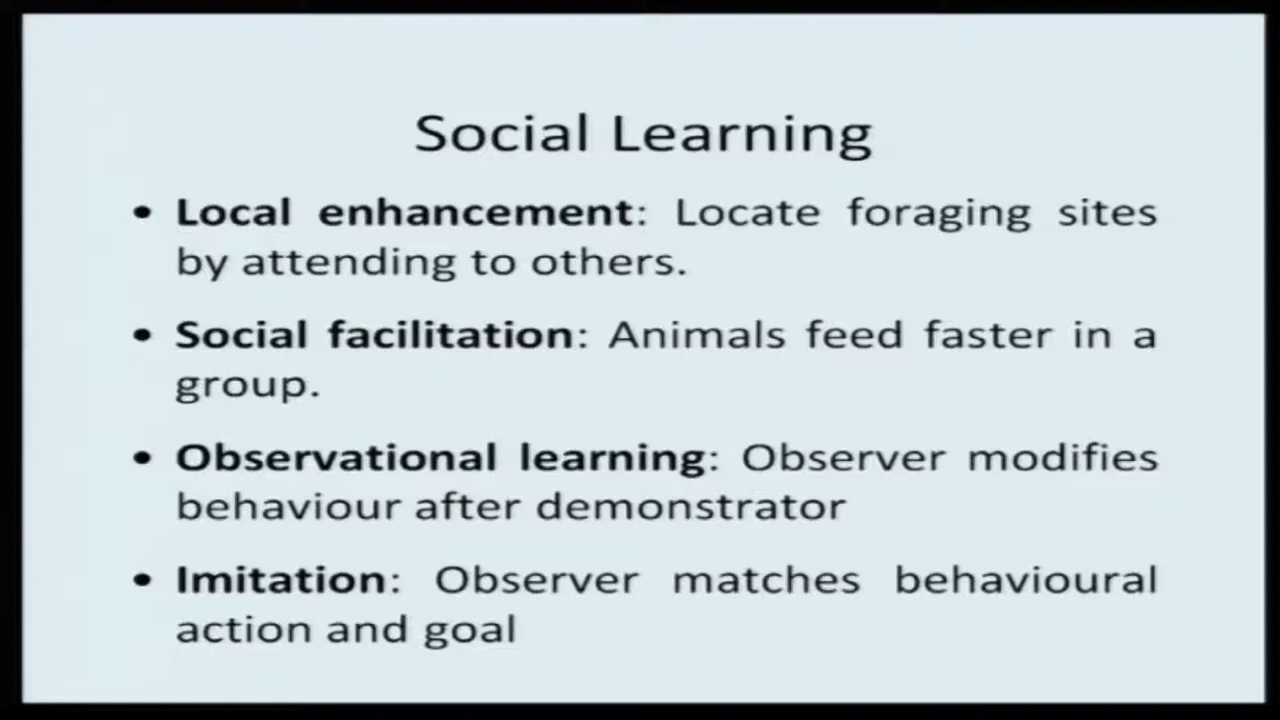 Social Learning
• Local enhancement: Locate foraging sites
by attending to others.
• Social facilitation: Animals feed faster in a
group.
• Observational learning: Observer modifies
behaviour after demonstrator
• Imitation: Observer matches behavioural
action and goal